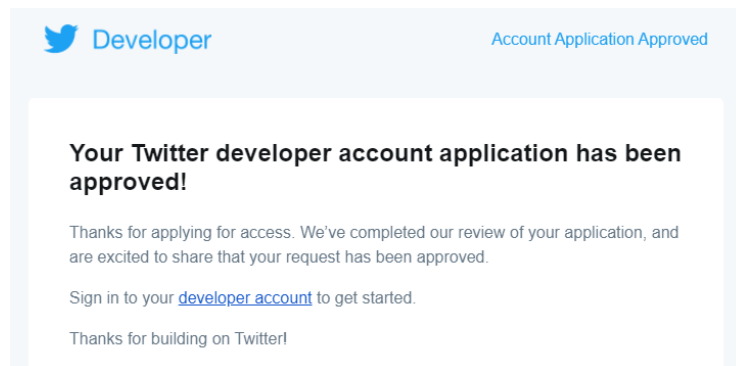 Developer
Account Application Approved
Your Twitter developer account application has been
approved!
Thanks for applying for access. We've completed our review of your application, and
are excited to share that your request has been approved.
Sign in to your developer account to get started.
Thanks for building on Twitter!